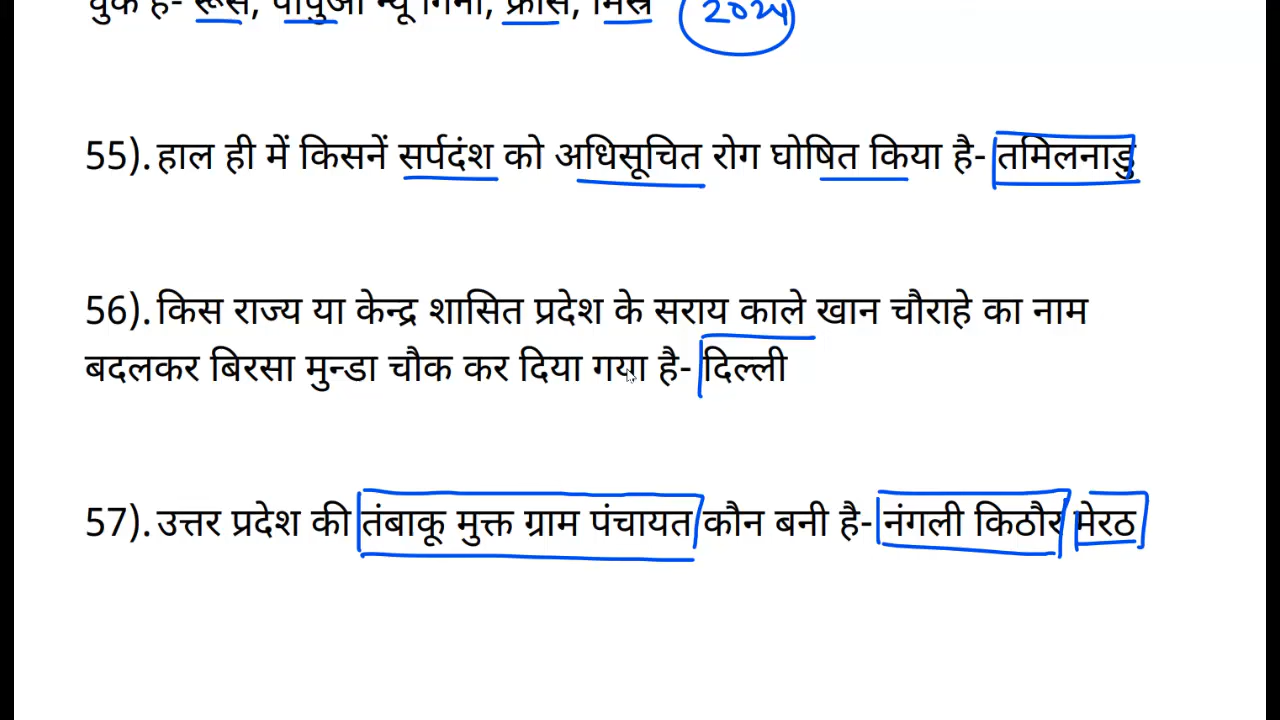 चुके हैं- रूस, पापुआ न्यू गिनी, फ्रांस, मिस्र 2024
55). हाल ही में किसनें सर्पदंश को अधिसूचित रोग घोषित किया है- तमिलनाडु
56). किस राज्य या केन्द्र शासित प्रदेश के सराय काले खान चौराहे का नाम
बदलकर बिरसा मुन्डा चौक कर दिया गया है- दिल्ली
57). उत्तर प्रदेश की तंबाकू मुक्त ग्राम पंचायत कौन बनी है- नंगली किठौर मेरठ